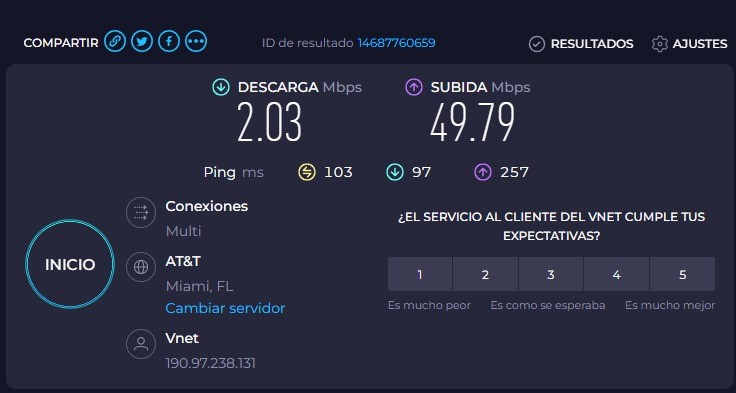 COMPARTIR
ID de resultado 14687760659
RESULTADOS
AJUSTES
DESCARGA Mbps
2.03
SUBIDA Mbps
49.79
Ping ms
103
97
257
INICIO
Conexiones
Multi
AT&T
Miami, FL
Cambiar servidor
Vnet
190.97.238.131
¿EL SERVICIO AL CLIENTE DEL VNET CUMPLE TUS
EXPECTATIVAS?
1 2 3 4 5
Es mucho peor Es como se esperaba Es mucho mejor